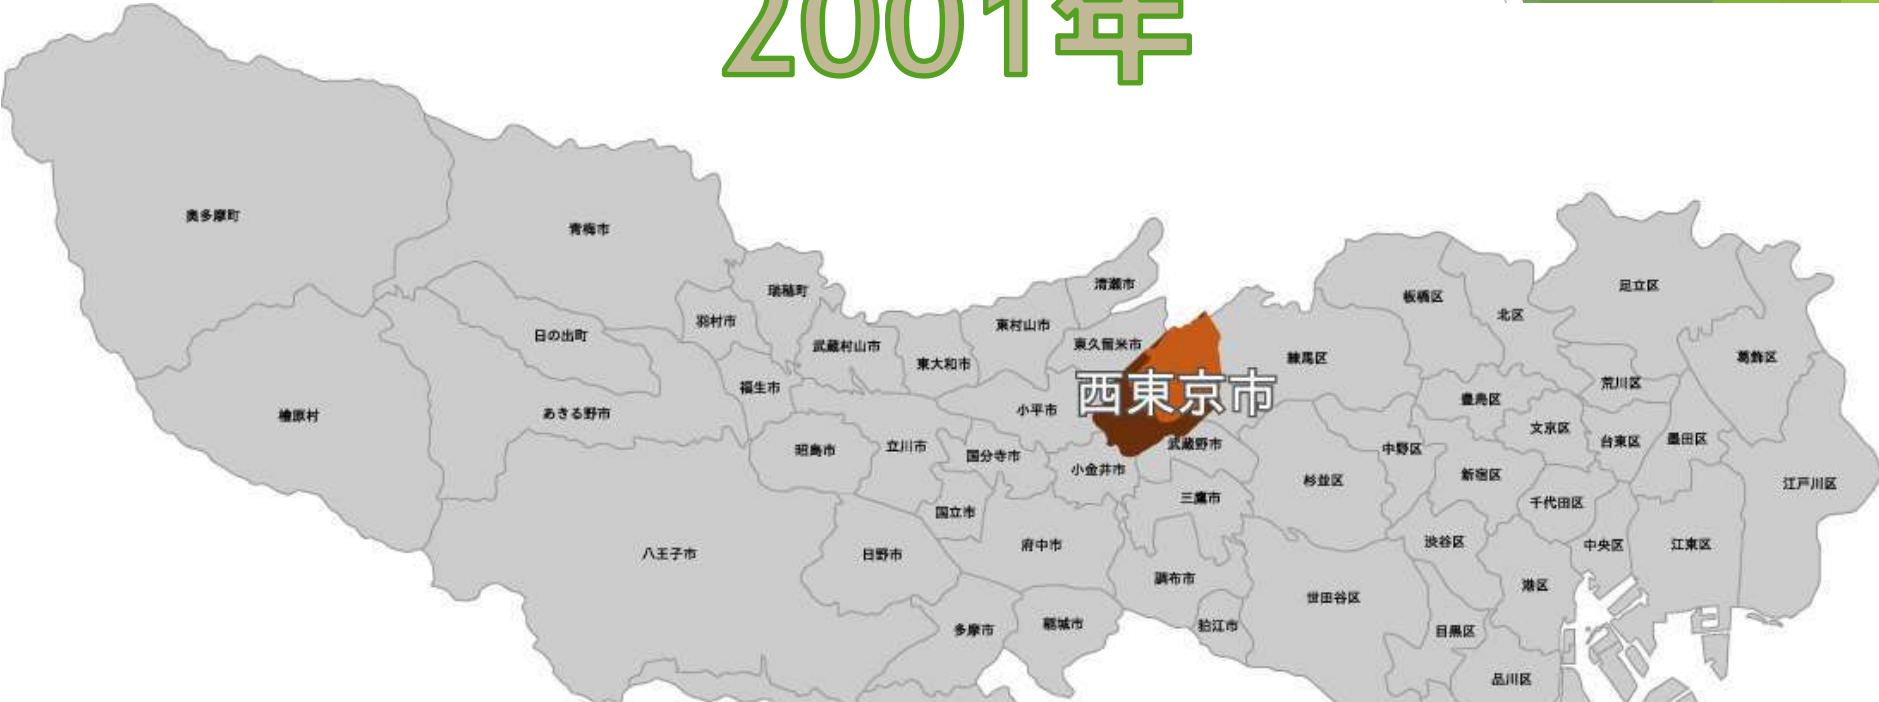 2001年
奥多摩町
青梅市
瑞穂町
羽村市
日の出町
武蔵村山市
東大和市
東村山市
清瀬市
東久留米市
西東京市
練馬区
板橋区
北区
足立区
葛飾区
荒川区
豊島区
檜原村
あきる野市
福生市
小平市
昭島市
立川市
国分寺市
小金井市
武蔵野市
中野区
杉並区
新宿区
文京区
台東区
墨田区
江戸川区
千代田区
三鷹市
国立市
府中市
八王子市
日野市
調布市
渋谷区
中央区
江東区
港区
世田谷区
多摩市
稲城市
狛江市
目黒区
品川区